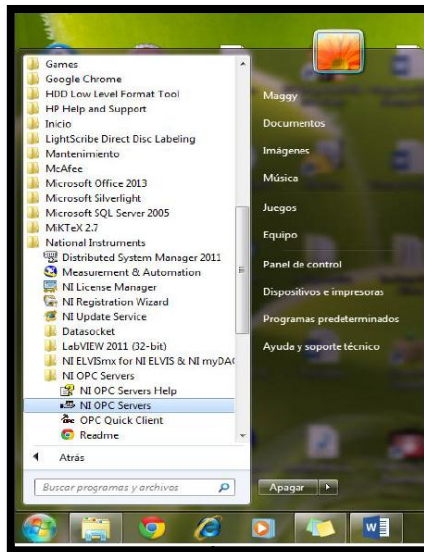 Games
Google Chrome
HDD Low Level Format Tool
HP Help and Support
Inicio
LightScribe Direct Disc Labeling
Mantenimiento
McAfee
Microsoft Office 2013
Microsoft Silverlight
Microsoft SQL Server 2005
MiKTeX 2.7
National Instruments
Distributed System Manager 2011
Measurement & Automation
NI License Manager
NI Registration Wizard
NI Update Service
Datasocket
LabVIEW 2011 (32-bit)
NI ELVISmx for NI ELVIS & NI myDAC
NI OPC Servers
NI OPC Servers Help
NI OPC Servers
OPC Quick Client
Readme
Atrás
Buscar programas y archivos
Maggy
Documentos
Imágenes
Música
Juegos
Equipo
Panel de control
Dispositivos e impresoras
Programas predeterminados
Ayuda y soporte técnico
Apagar